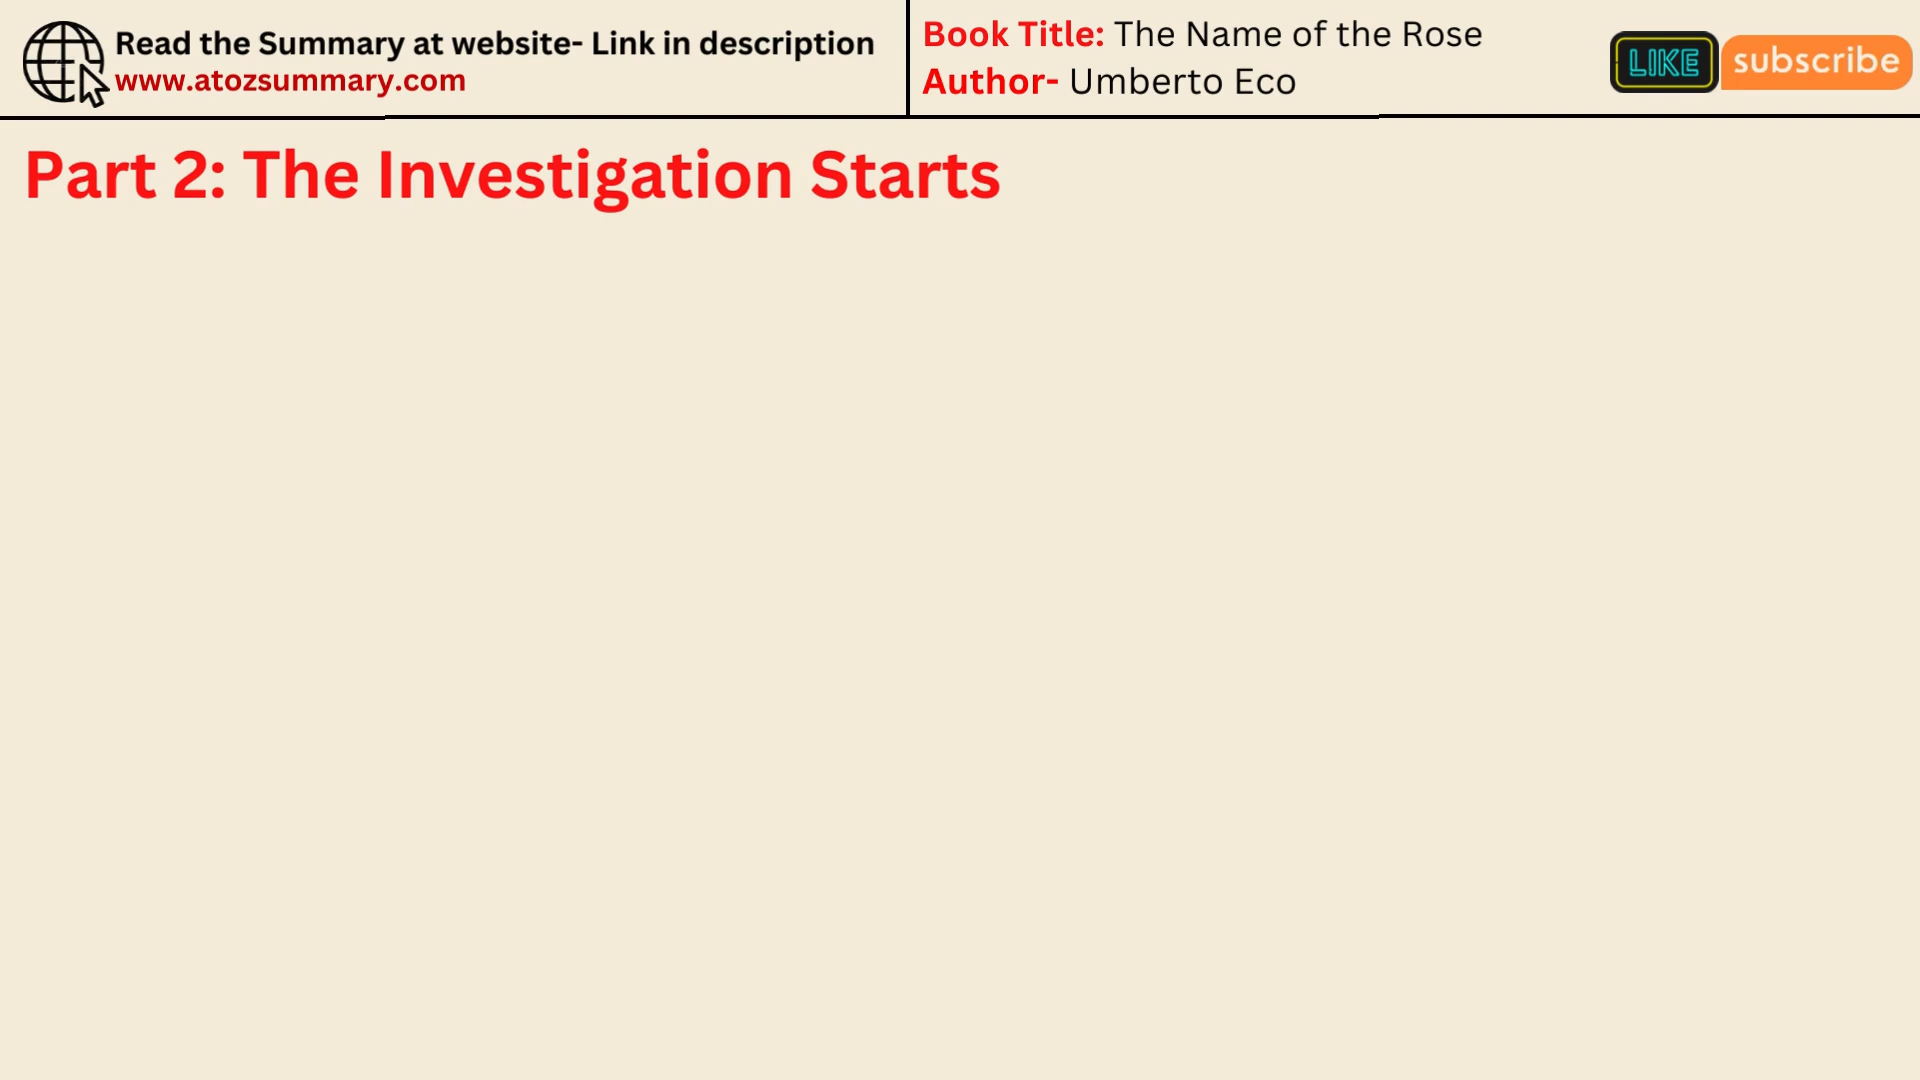 Read the Summary at website- Link in description
www.atozsummary.com
Book Title: The Name of the Rose
Author- Umberto Eco
LIKE
subscribe
Part 2: The Investigation Starts